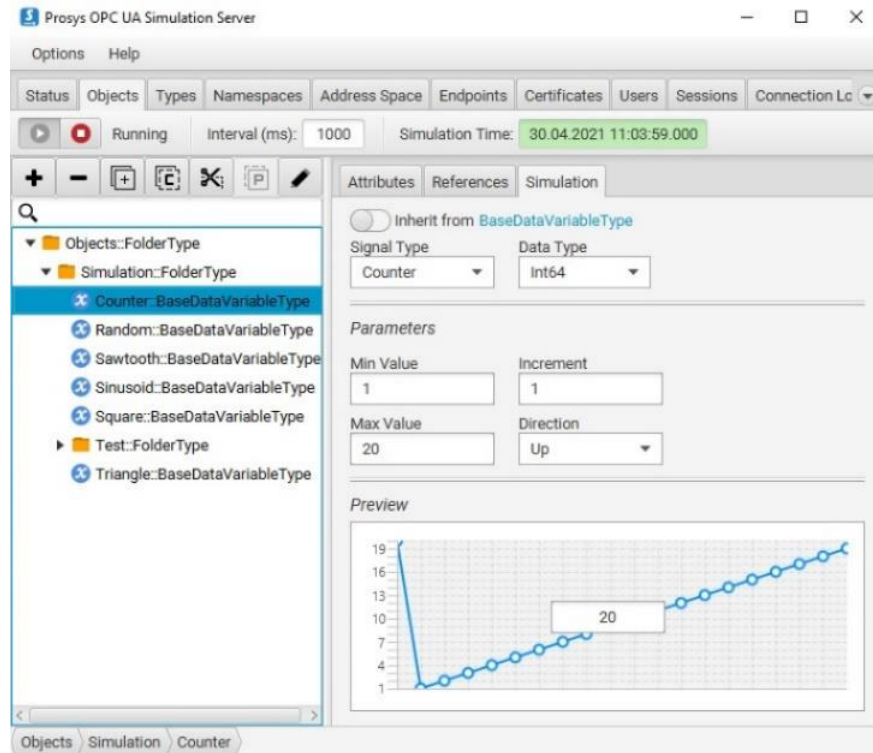 Prosys OPC UA Simulation Server
Options Help
Status Objects Types Namespaces Address Space Endpoints Certificates Users Sessions Connection Lo
Running Interval (ms): 1000 Simulation Time: 30.04.2021 11:03:59.000
Attributes References Simulation
Inherit from BaseDataVariableType
Signal Type Data Type
Counter Int64
Parameters
Min Value Increment
1 1
Max Value Direction
20 Up
Preview
19
16
13
10
7
4
1
20
Objects::FolderType
Simulation::FolderType
Counter::BaseDataVariableType
Random::BaseDataVariableType
Sawtooth::BaseDataVariableType
Sinusoid::BaseDataVariableType
Square::BaseDataVariableType
Test::FolderType
Triangle::BaseDataVariableType
Objects Simulation Counter